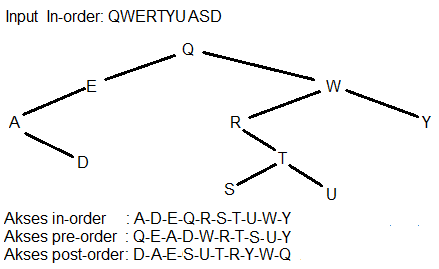 Input In-order: QWERTYUASD
Q
E
W
A
R
Y
D
T
S
U
Akses in-order : A-D-E-Q-R-S-T-U-W-Y
Akses pre-order : Q-E-A-D-W-R-T-S-U-Y
Akses post-order: D-A-E-S-U-T-R-Y-W-Q